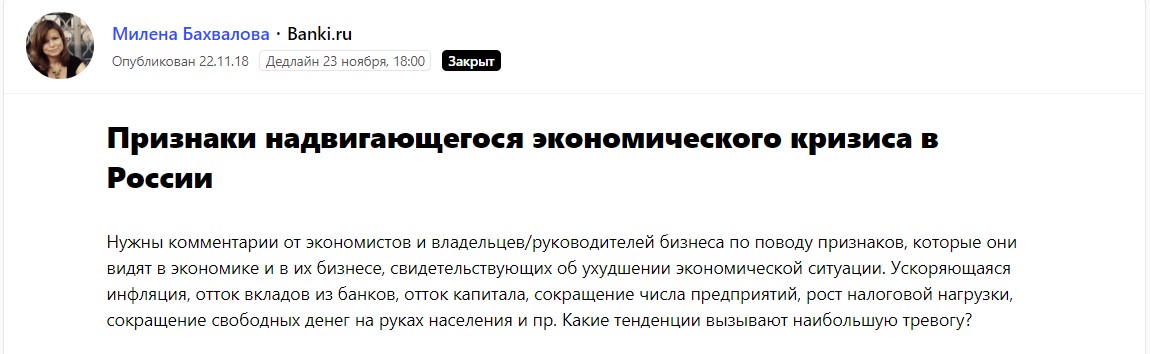 Милена Бахвалова · Banki.ru
Опубликован 22.11.18 Дедлайн 23 ноября, 18:00 Закрыт
Признаки надвигающегося экономического кризиса в
России
Нужны комментарии от экономистов и владельцев/руководителей бизнеса по поводу признаков, которые они
видят в экономике и в их бизнесе, свидетельствующих об ухудшении экономической ситуации. Ускоряющаяся
инфляция, отток вкладов из банков, отток капитала, сокращение числа предприятий, рост налоговой нагрузки,
сокращение свободных денег на руках населения и пр. Какие тенденции вызывают наибольшую тревогу?